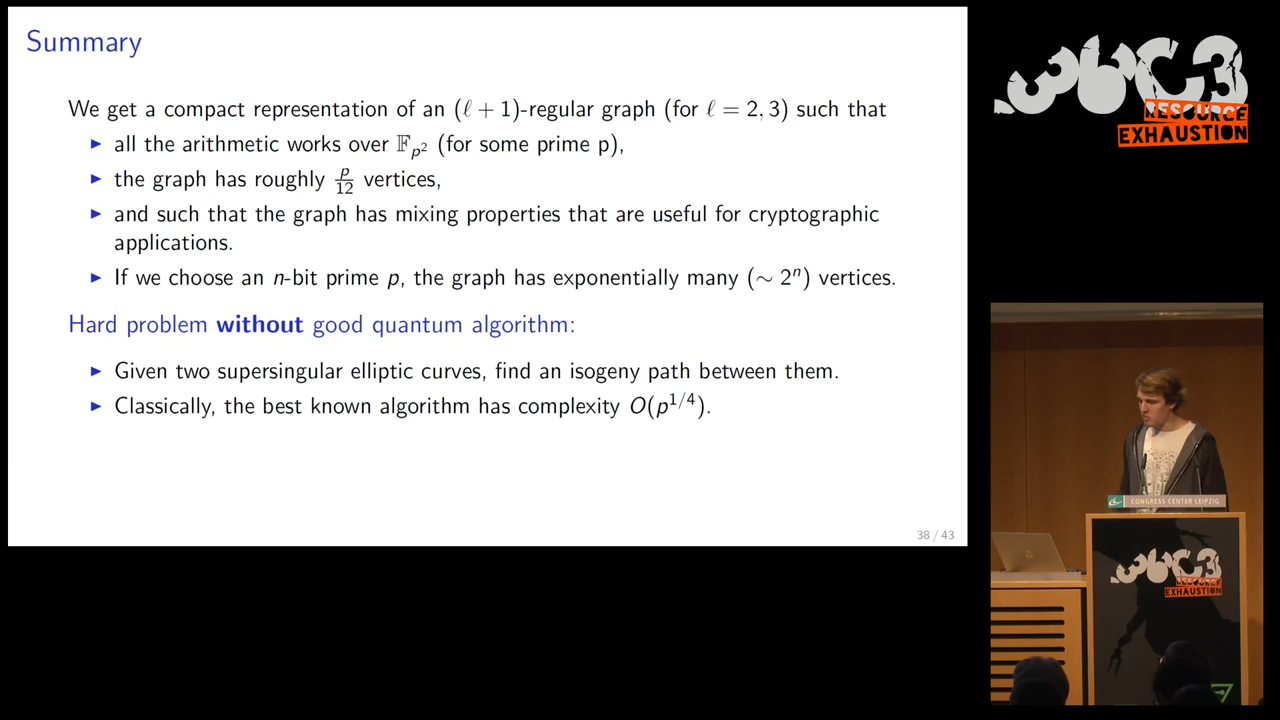 Summary
We get a compact representation of an (ℓ + 1)-regular graph (for ℓ = 2, 3) such that
▶ all the arithmetic works over 𝔽_{p²} (for some prime p),
▶ the graph has roughly p/12 vertices,
▶ and such that the graph has mixing properties that are useful for cryptographic
applications.
▶ If we choose an n-bit prime p, the graph has exponentially many (∼ 2ⁿ) vertices.
Hard problem without good quantum algorithm:
▶ Given two supersingular elliptic curves, find an isogeny path between them.
▶ Classically, the best known algorithm has complexity O(p^{1/4}).
38 / 43
36C3
RESOURCE
EXHAUSTION
CONGRESS CENTER LEIPZIG
36C3
RESOURCE
EXHAUSTION